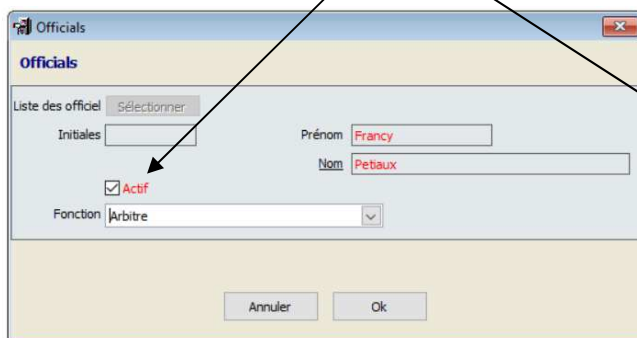 Officials
Officials
Liste des officiel Sélectionner
Initiales Prénom Francy
Nom Petiaux
Actif
Fonction Arbitre
Annuler Ok